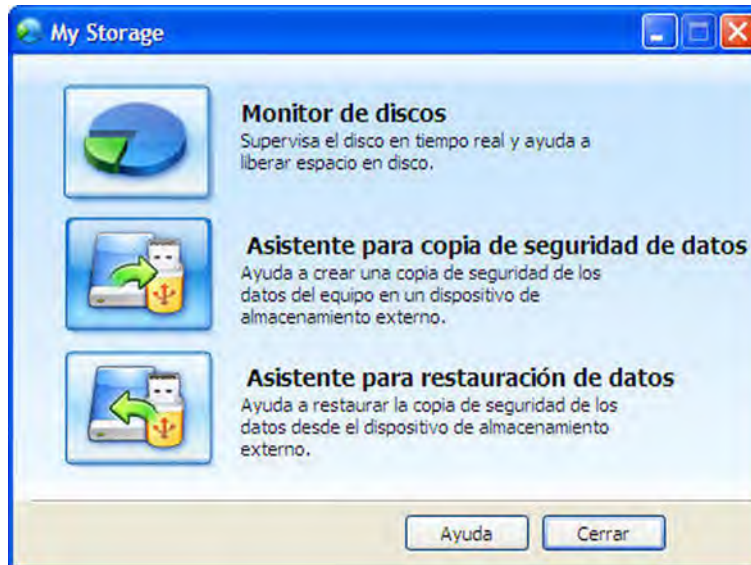 My Storage
Monitor de discos
Supervisa el disco en tiempo real y ayuda a
liberar espacio en disco.
Asistente para copia de seguridad de datos
Ayuda a crear una copia de seguridad de los
datos del equipo en un dispositivo de
almacenamiento externo.
Asistente para restauración de datos
Ayuda a restaurar la copia de seguridad de los
datos desde el dispositivo de almacenamiento
externo.
Ayuda
Cerrar